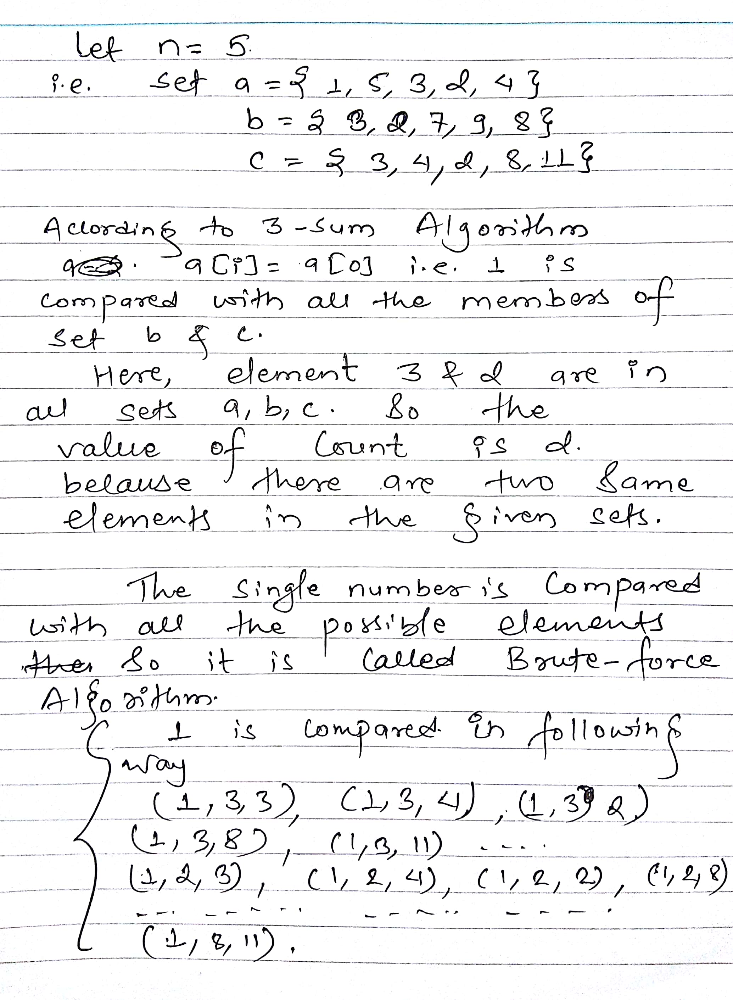 Let n = 5.
i.e. set a = { 1, 5, 3, 2, 4 }
b = { 3, 2, 7, 9, 8 }
c = { 3, 4, 2, 8, 11 }
According to 3-sum Algorithm
a[i] = a[0] i.e. 1 is
compared with all the members of
set b & c.
Here, element 3 & 2 are in
all sets a, b, c. So the
value of Count is 2.
because there are two same
elements in the given sets.
The single number is Compared
with all the possible elements
So it is Called Brute-force
Algorithm.
1 is compared in following
way
(1, 3, 3), (1, 3, 4), (1, 3, 2)
(1, 3, 8), (1, 3, 11) ....
(1, 2, 3), (1, 2, 4), (1, 2, 2), (1, 2, 8)
(1, 8, 11).